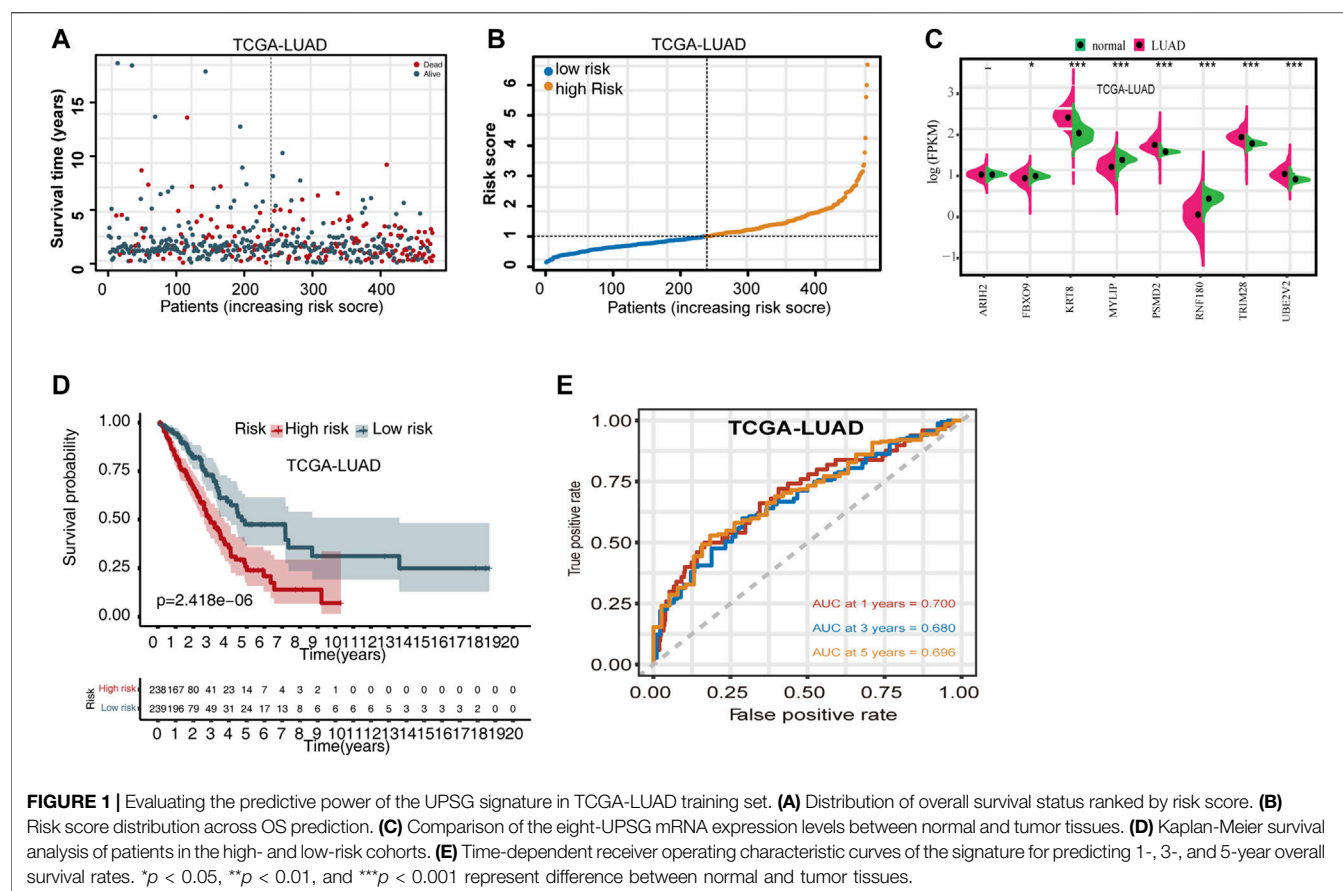 A
TCGA-LUAD
Dead
Alive
Survival time (years)
15
10
5
0
0 100 200 300 400
Patients (increasing risk socre)
B
TCGA-LUAD
low risk
high Risk
Risk score
6
5
4
3
2
1
0
0 100 200 300 400
Patients (increasing risk socre)
C
normal LUAD
– * *** *** *** *** *** ***
TCGA-LUAD
log (FPKM)
3
2
1
0
−1
ARIH2 FBXO9 KRT8 MYLIP PSMD2 RNF180 TRIM28 UBE2V2
D
Risk High risk Low risk
TCGA-LUAD
Survival probability
1.00
0.75
0.50
0.25
0.00
p=2.418e−06
0 1 2 3 4 5 6 7 8 9 1011121314151617181920
Time(years)
Risk
High risk 238 167 80 41 23 14 7 4 3 2 1 0 0 0 0 0 0 0 0 0 0
Low risk 239 196 79 49 31 24 17 13 8 6 6 6 6 5 3 3 3 3 2 0 0
0 1 2 3 4 5 6 7 8 9 1011121314151617181920
Time(years)
E
TCGA-LUAD
True positive rate
1.00
0.75
0.50
0.25
0.00
AUC at 1 years = 0.700
AUC at 3 years = 0.680
AUC at 5 years = 0.696
0.00 0.25 0.50 0.75 1.00
False positive rate
FIGURE 1 | Evaluating the predictive power of the UPSG signature in TCGA-LUAD training set. (A) Distribution of overall survival status ranked by risk score. (B)
Risk score distribution across OS prediction. (C) Comparison of the eight-UPSG mRNA expression levels between normal and tumor tissues. (D) Kaplan-Meier survival
analysis of patients in the high- and low-risk cohorts. (E) Time-dependent receiver operating characteristic curves of the signature for predicting 1-, 3-, and 5-year overall
survival rates. *p < 0.05, **p < 0.01, and ***p < 0.001 represent difference between normal and tumor tissues.